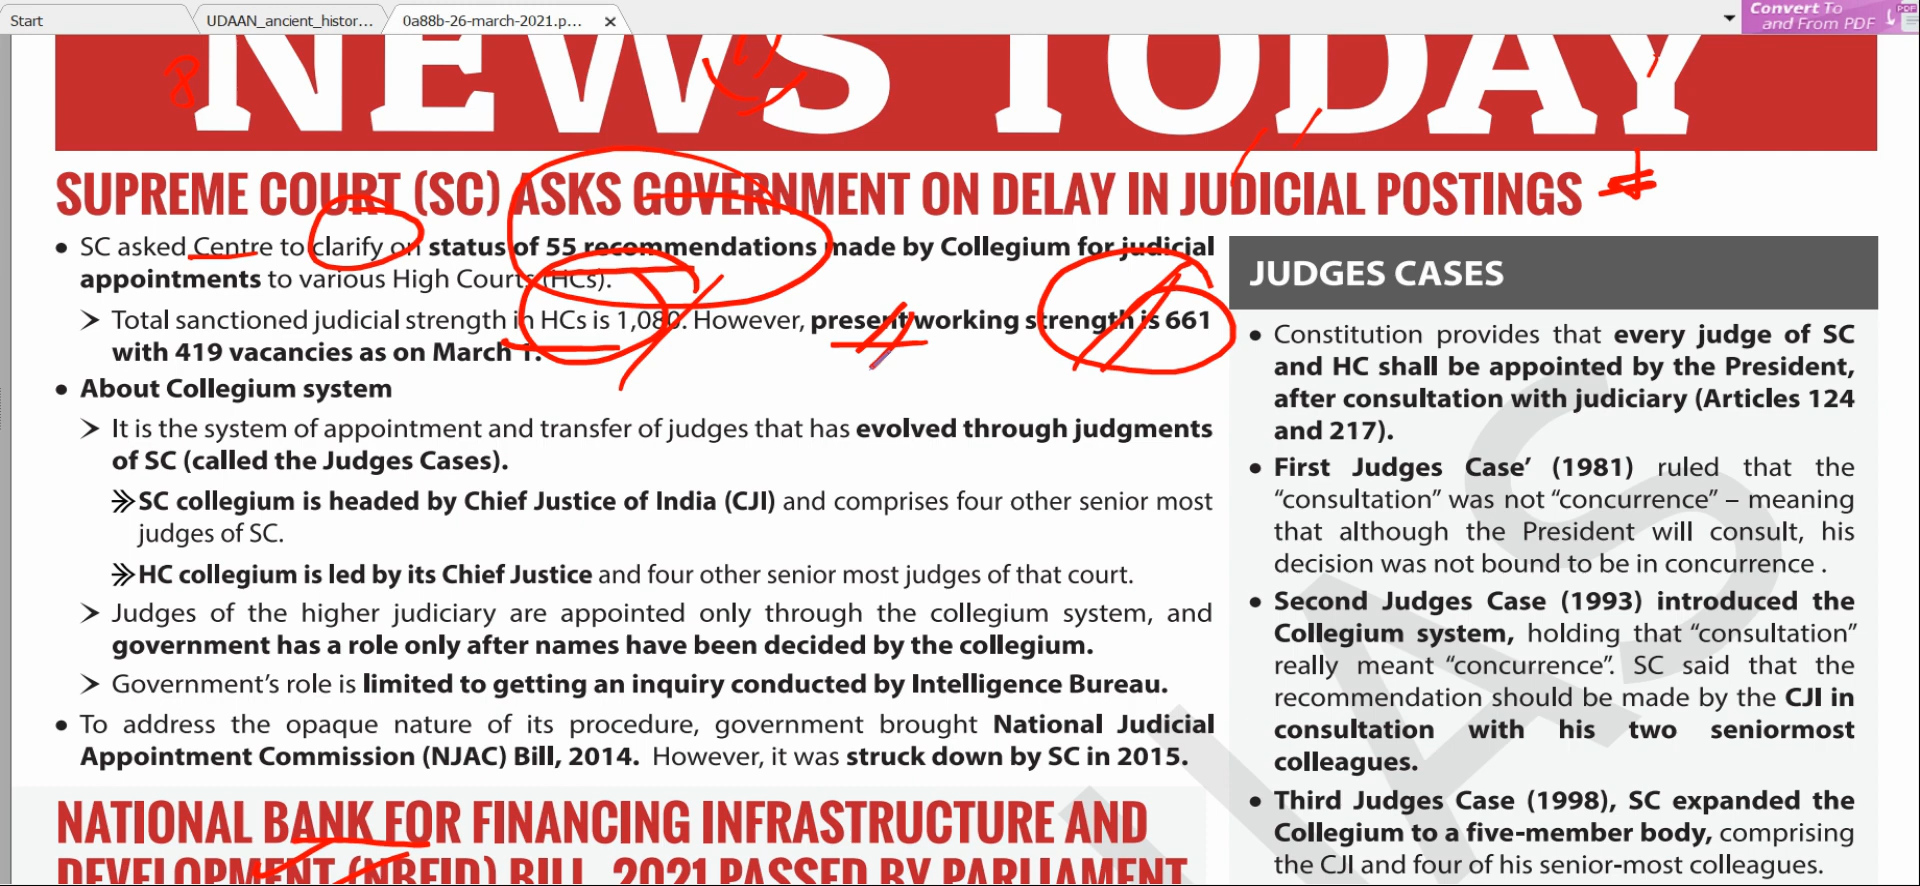 Start
UDAAN_ancient_histor...
0a88b-26-march-2021.p...
Convert To
and From PDF
PDF
8
NEWS TODAY
SUPREME COURT (SC) ASKS GOVERNMENT ON DELAY IN JUDICIAL POSTINGS
• SC asked Centre to clarify on status of 55 recommendations made by Collegium for judicial
appointments to various High Courts (HCs).
➢ Total sanctioned judicial strength in HCs is 1,080. However, present working strength is 661
with 419 vacancies as on March 1.
• About Collegium system
➢ It is the system of appointment and transfer of judges that has evolved through judgments
of SC (called the Judges Cases).
SC collegium is headed by Chief Justice of India (CJI) and comprises four other senior most
judges of SC.
HC collegium is led by its Chief Justice and four other senior most judges of that court.
➢ Judges of the higher judiciary are appointed only through the collegium system, and
government has a role only after names have been decided by the collegium.
➢ Government's role is limited to getting an inquiry conducted by Intelligence Bureau.
• To address the opaque nature of its procedure, government brought National Judicial
Appointment Commission (NJAC) Bill, 2014. However, it was struck down by SC in 2015.
NATIONAL BANK FOR FINANCING INFRASTRUCTURE AND
DEVELOPMENT (NBFID) BILL, 2021 PASSED BY PARLIAMENT
JUDGES CASES
• Constitution provides that every judge of SC
and HC shall be appointed by the President,
after consultation with judiciary (Articles 124
and 217).
• First Judges Case' (1981) ruled that the
“consultation” was not “concurrence” – meaning
that although the President will consult, his
decision was not bound to be in concurrence .
• Second Judges Case (1993) introduced the
Collegium system, holding that “consultation”
really meant “concurrence”. SC said that the
recommendation should be made by the CJI in
consultation with his two seniormost
colleagues.
• Third Judges Case (1998), SC expanded the
Collegium to a five-member body, comprising
the CJI and four of his senior-most colleagues.
IAS